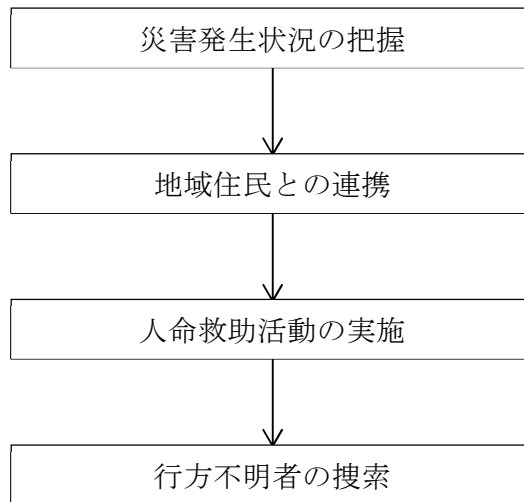 災害発生状況の把握
地域住民との連携
人命救助活動の実施
行方不明者の捜索